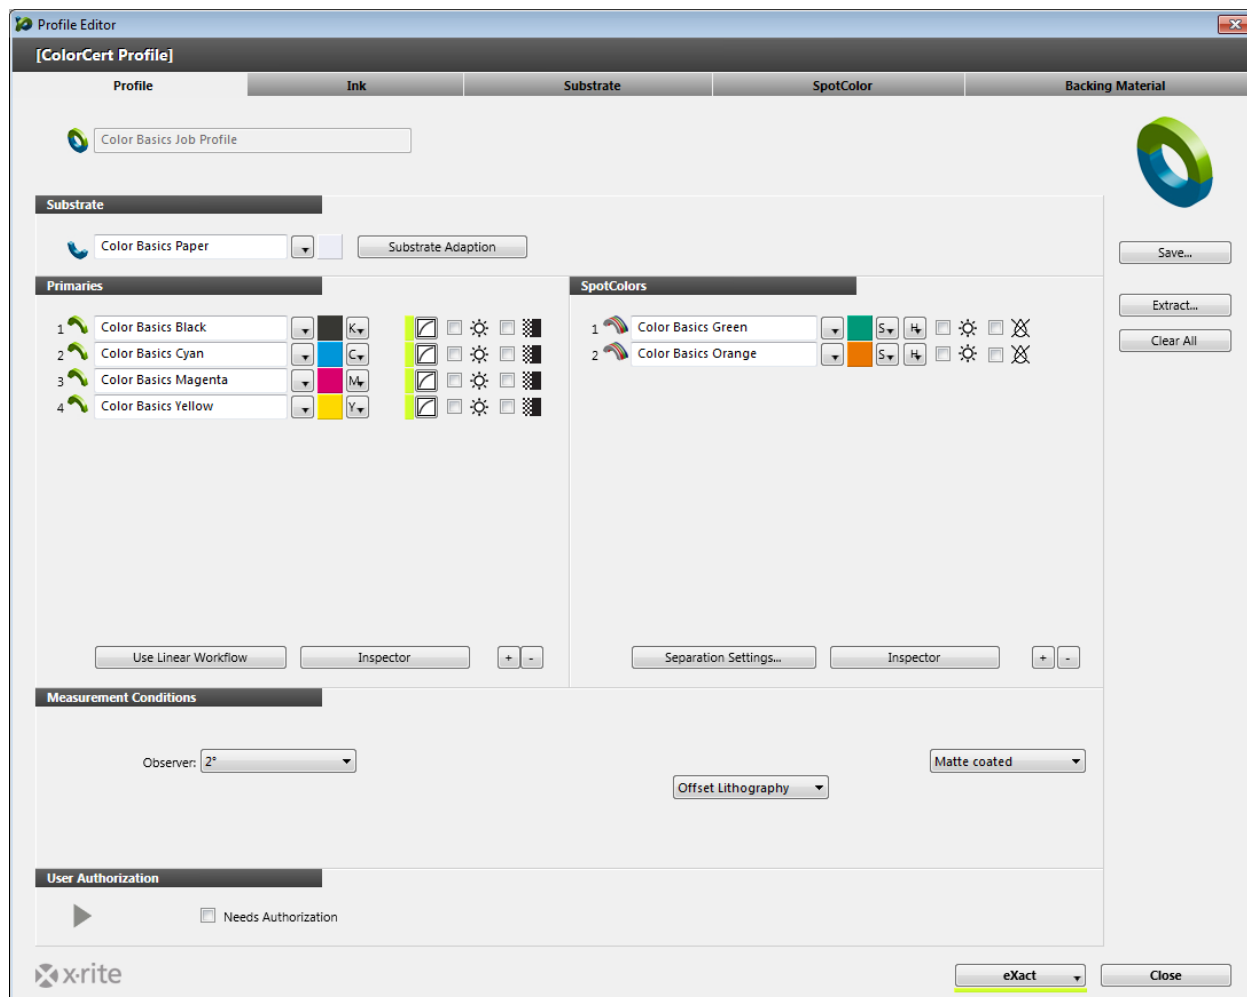 Profile Editor
[ColorCert Profile]
Profile Ink Substrate SpotColor Backing Material
Color Basics Job Profile
Substrate
Color Basics Paper Substrate Adaption
Save...
Primaries SpotColors
Extract...
1 Color Basics Black K 1 Color Basics Green S H
Clear All
2 Color Basics Cyan C 2 Color Basics Orange S H
3 Color Basics Magenta M
4 Color Basics Yellow Y
Use Linear Workflow Inspector + - Separation Settings... Inspector + -
Measurement Conditions
Observer: 2° Matte coated
Offset Lithography
User Authorization
Needs Authorization
x·rite eXact Close